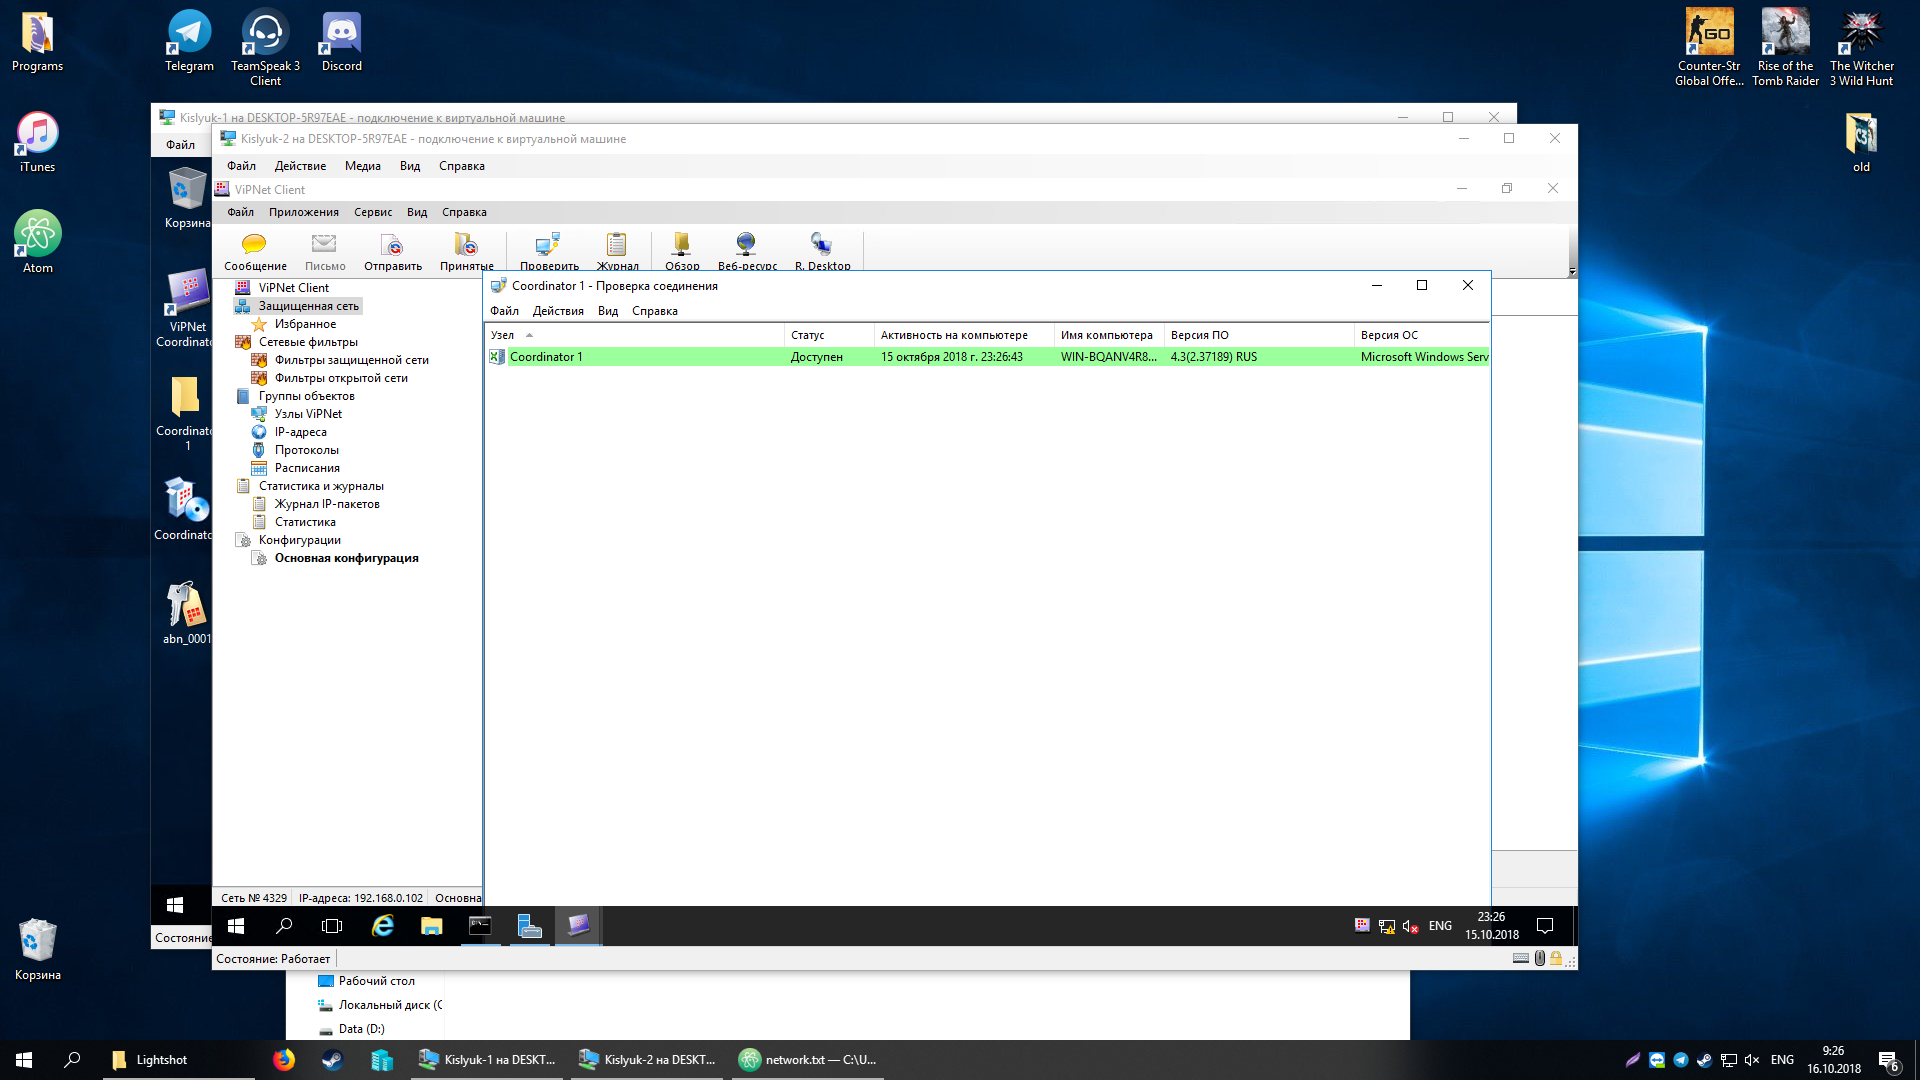 Programs
Telegram
TeamSpeak 3
Client
Discord
Counter-Str
Global Offe...
Rise of the
Tomb Raider
The Witcher
3 Wild Hunt
iTunes
old
Atom
Корзина
Kislyuk-1 на DESKTOP-5R97EAE - подключение к виртуальной машине
Файл
Корзина
ViPNet
Coordinato
Coordinato
1
Coordinato
abn_0001
Состояние
Kislyuk-2 на DESKTOP-5R97EAE - подключение к виртуальной машине
Файл Действие Медиа Вид Справка
ViPNet Client
Файл Приложения Сервис Вид Справка
Сообщение Письмо Отправить Принятые Проверить Журнал Обзор Веб-ресурс R. Desktop
ViPNet Client
Защищенная сеть
Избранное
Сетевые фильтры
Фильтры защищенной сети
Фильтры открытой сети
Группы объектов
Узлы ViPNet
IP-адреса
Протоколы
Расписания
Статистика и журналы
Журнал IP-пакетов
Статистика
Конфигурации
Основная конфигурация
Coordinator 1 - Проверка соединения
Файл Действия Вид Справка
Узел Статус Активность на компьютере Имя компьютера Версия ПО Версия ОС
Coordinator 1 Доступен 15 октября 2018 г. 23:26:43 WIN-BQANV4R8... 4.3(2.37189) RUS Microsoft Windows Serv
Сеть № 4329 IP-адреса: 192.168.0.102 Основна
ENG
23:26
15.10.2018
Состояние: Работает
Рабочий стол
Локальный диск (C
Data (D:)
Lightshot
Kislyuk-1 на DESKT...
Kislyuk-2 на DESKT...
network.txt — C:\U...
ENG
9:26
16.10.2018
6